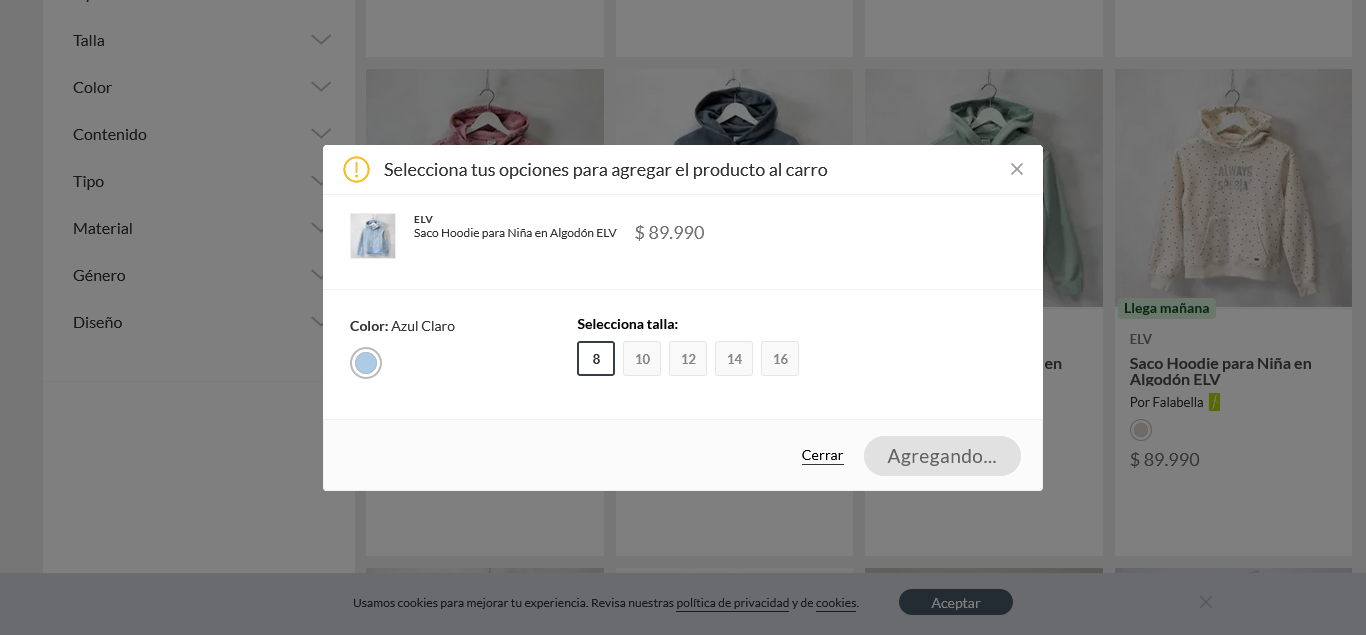 Talla
Color
Contenido
Tipo
Material
Género
Diseño
Selecciona tus opciones para agregar el producto al carro
ELV
Saco Hoodie para Niña en Algodón ELV
$ 89.990
Color: Azul Claro
Selecciona talla:
8
10
12
14
16
Cerrar
Agregando...
en
ALWAYS
Llega mañana
ELV
Saco Hoodie para Niña en
Algodón ELV
Por Falabella
$ 89.990
Usamos cookies para mejorar tu experiencia. Revisa nuestras política de privacidad y de cookies.
Aceptar